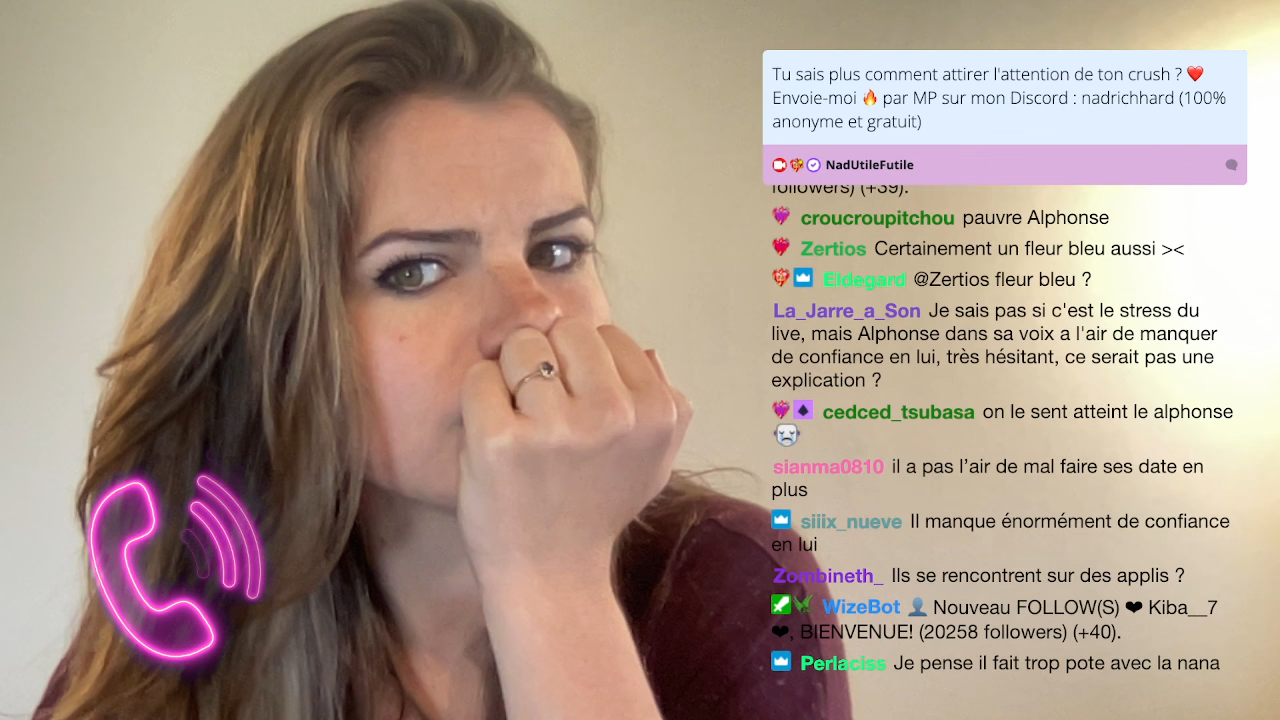 Tu sais plus comment attirer l'attention de ton crush ? ❤️
Envoie-moi 🔥 par MP sur mon Discord : nadrichhard (100%
anonyme et gratuit)
NadUtileFutile
followers) (+39).
croucroupitchou pauvre Alphonse
Zertios Certainement un fleur bleu aussi ><
Eldegard @Zertios fleur bleu ?
La_Jarre_a_Son Je sais pas si c'est le stress du
live, mais Alphonse dans sa voix a l'air de manquer
de confiance en lui, très hésitant, ce serait pas une
explication ?
cedced_tsubasa on le sent atteint le alphonse
sianma0810 il a pas l’air de mal faire ses date en
plus
siiix_nueve Il manque énormément de confiance
en lui
Zombineth_ Ils se rencontrent sur des applis ?
WizeBot 👤 Nouveau FOLLOW(S) ❤ Kiba__7
❤, BIENVENUE! (20258 followers) (+40).
Perlaciss Je pense il fait trop pote avec la nana